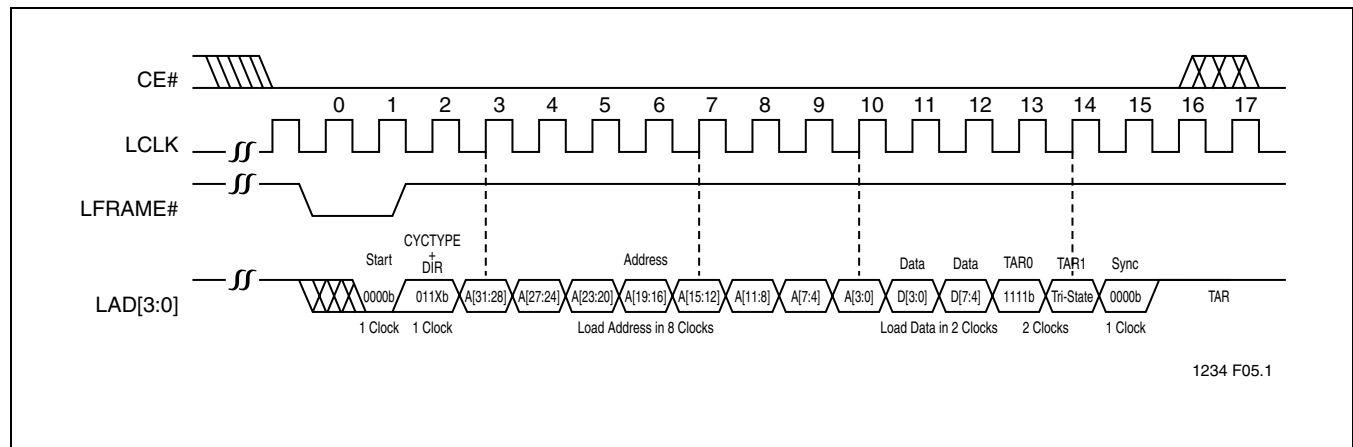 CE#
0 1 2 3 4 5 6 7 8 9 10 11 12 13 14 15 16 17
LCLK
LFRAME#
CYCTYPE
+
DIR
Start Address Data Data TAR0 TAR1 Sync
LAD[3:0] 0000b 011Xb A[31:28] A[27:24] A[23:20] A[19:16] A[15:12] A[11:8] A[7:4] A[3:0] D[3:0] D[7:4] 1111b Tri-State 0000b TAR
1 Clock 1 Clock Load Address in 8 Clocks Load Data in 2 Clocks 2 Clocks 1 Clock
1234 F05.1